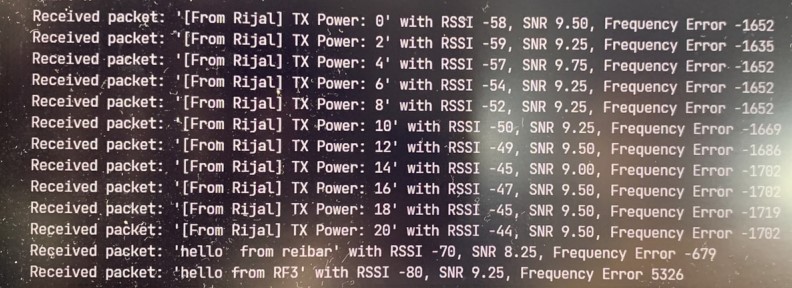 Received packet: '[From Rijal] TX Power: 0' with RSSI -58, SNR 9.50, Frequency Error -1652
Received packet: '[From Rijal] TX Power: 2' with RSSI -59, SNR 9.25, Frequency Error -1635
Received packet: '[From Rijal] TX Power: 4' with RSSI -57, SNR 9.75, Frequency Error -1652
Received packet: '[From Rijal] TX Power: 6' with RSSI -54, SNR 9.25, Frequency Error -1652
Received packet: '[From Rijal] TX Power: 8' with RSSI -52, SNR 9.25, Frequency Error -1652
Received packet: '[From Rijal] TX Power: 10' with RSSI -50, SNR 9.25, Frequency Error -1669
Received packet: '[From Rijal] TX Power: 12' with RSSI -49, SNR 9.50, Frequency Error -1686
Received packet: '[From Rijal] TX Power: 14' with RSSI -45, SNR 9.00, Frequency Error -1702
Received packet: '[From Rijal] TX Power: 16' with RSSI -47, SNR 9.50, Frequency Error -1702
Received packet: '[From Rijal] TX Power: 18' with RSSI -45, SNR 9.50, Frequency Error -1719
Received packet: '[From Rijal] TX Power: 20' with RSSI -44, SNR 9.50, Frequency Error -1702
Received packet: 'hello  from reibar' with RSSI -70, SNR 8.25, Frequency Error -679
Received packet: 'hello from RF3' with RSSI -80, SNR 9.25, Frequency Error 5326